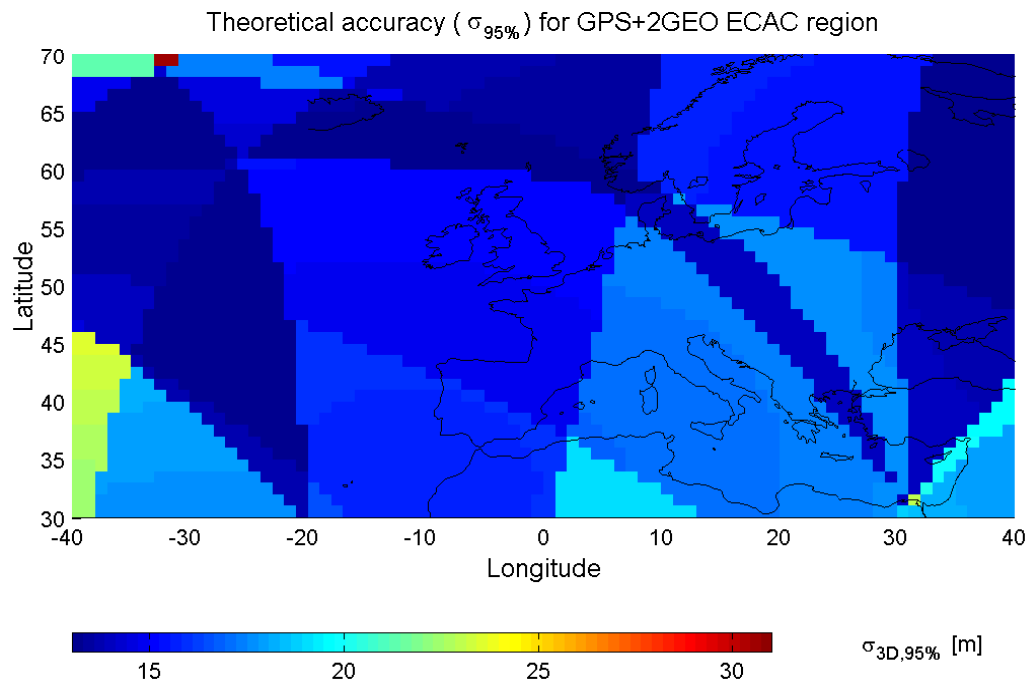 Theoretical accuracy ( σ95%) for GPS+2GEO ECAC region
70
65
60
55
50
45
40
35
30
Latitude
-40 -30 -20 -10 0 10 20 30 40
Longitude
15 20 25 30
σ3D,95% [m]